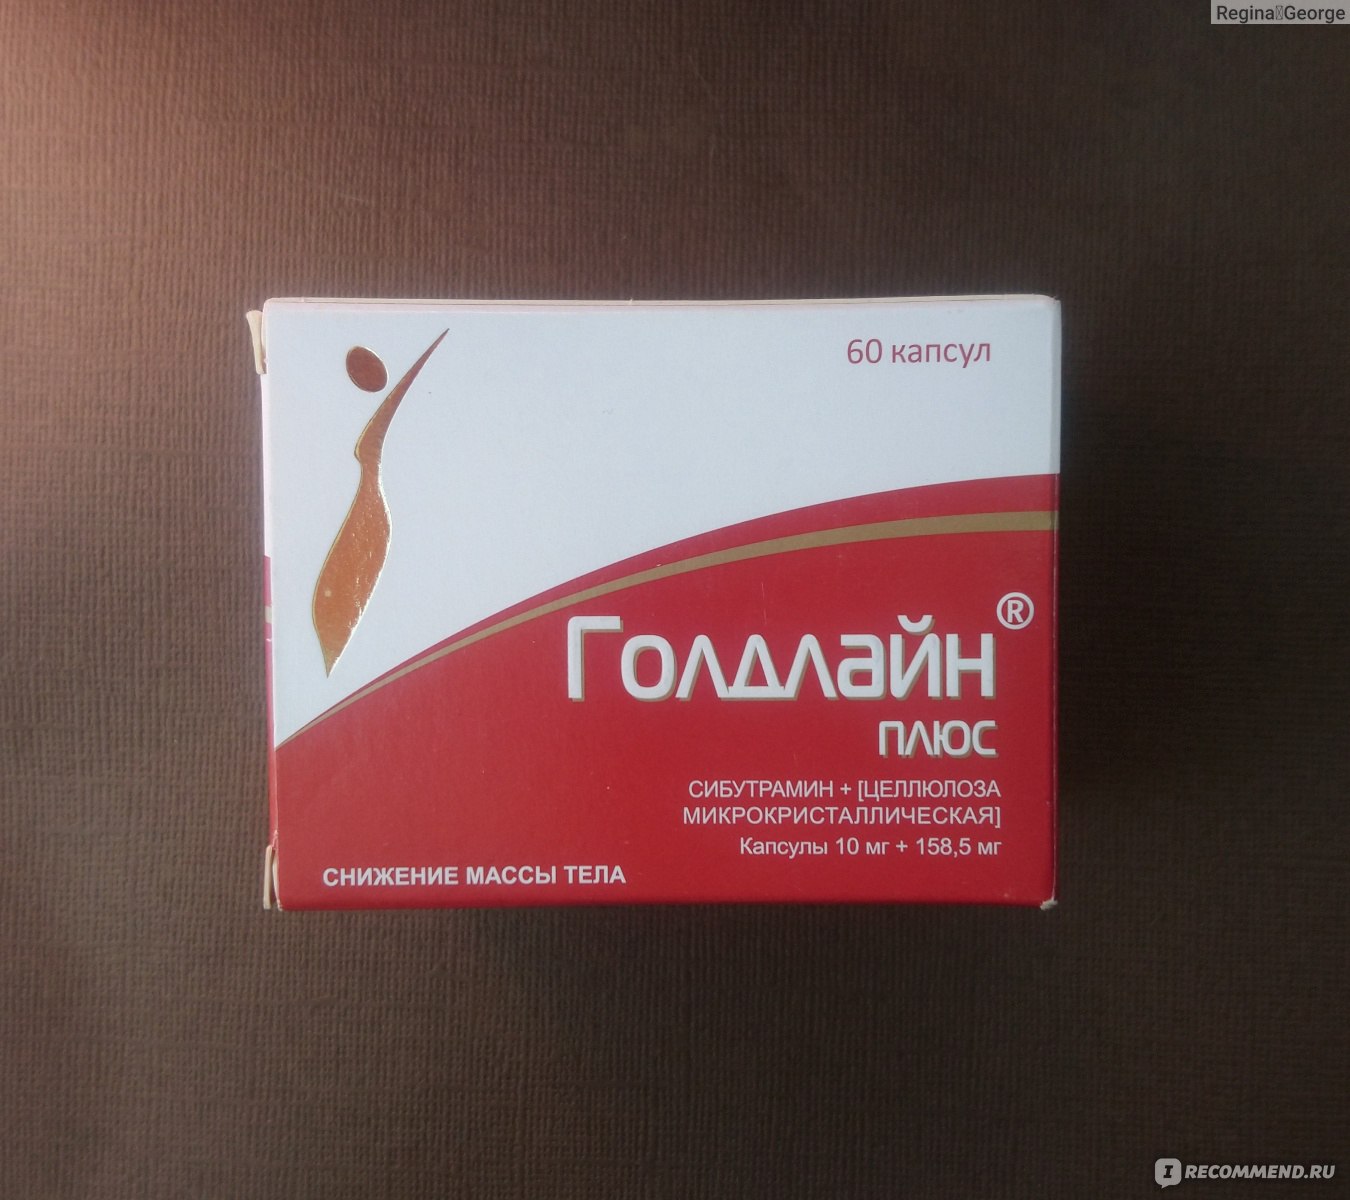 Regina George
60 капсул
Голдлайн®
плюс
СИБУТРАМИН + [ЦЕЛЛЮЛОЗА
МИКРОКРИСТАЛЛИЧЕСКАЯ]
Капсулы 10 мг + 158,5 мг
СНИЖЕНИЕ МАССЫ ТЕЛА
IRECOMMEND.RU